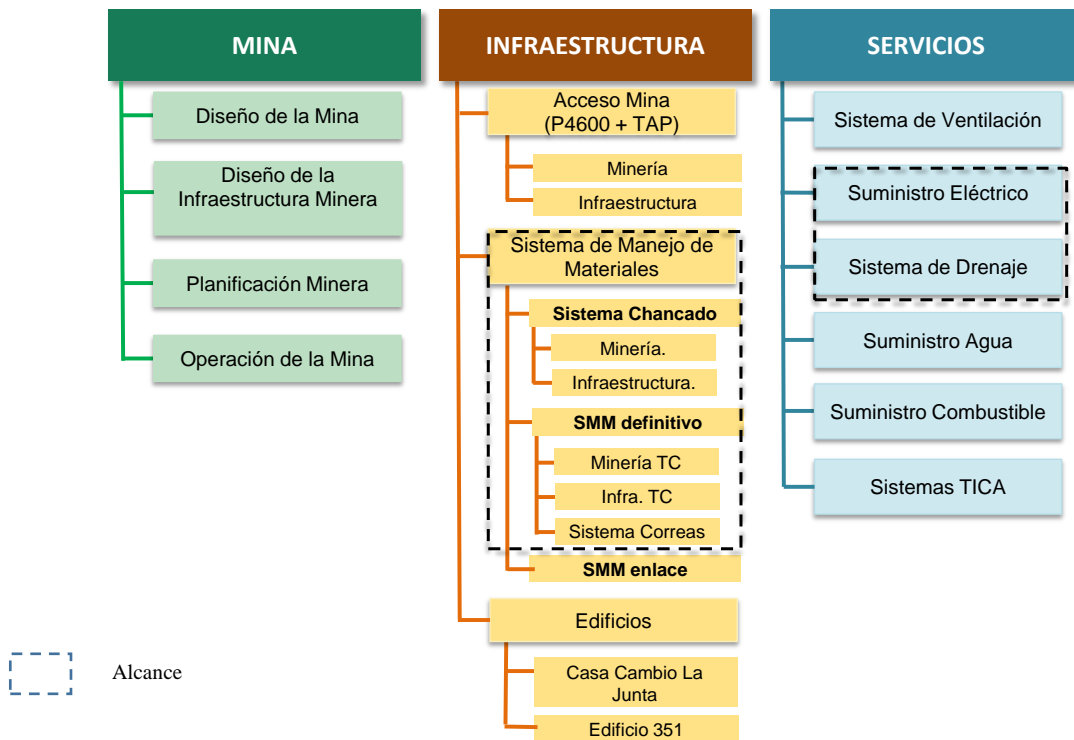 MINA
Diseño de la Mina
Diseño de la
Infraestructura Minera
Planificación Minera
Operación de la Mina
INFRAESTRUCTURA
Acceso Mina
(P4600 + TAP)
Minería
Infraestructura
Sistema de Manejo de
Materiales
Sistema Chancado
Minería.
Infraestructura.
SMM definitivo
Minería TC
Infra. TC
Sistema Correas
SMM enlace
Edificios
Casa Cambio La
Junta
Edificio 351
SERVICIOS
Sistema de Ventilación
Suministro Eléctrico
Sistema de Drenaje
Suministro Agua
Suministro Combustible
Sistemas TICA
Alcance